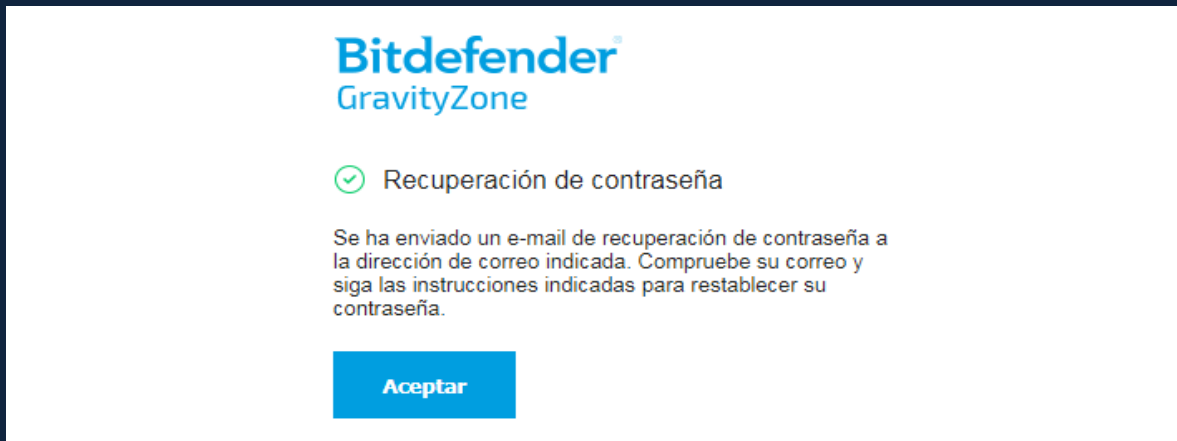 Bitdefender®
GravityZone
Recuperación de contraseña
Se ha enviado un e-mail de recuperación de contraseña a
la dirección de correo indicada. Compruebe su correo y
siga las instrucciones indicadas para restablecer su
contraseña.
Aceptar